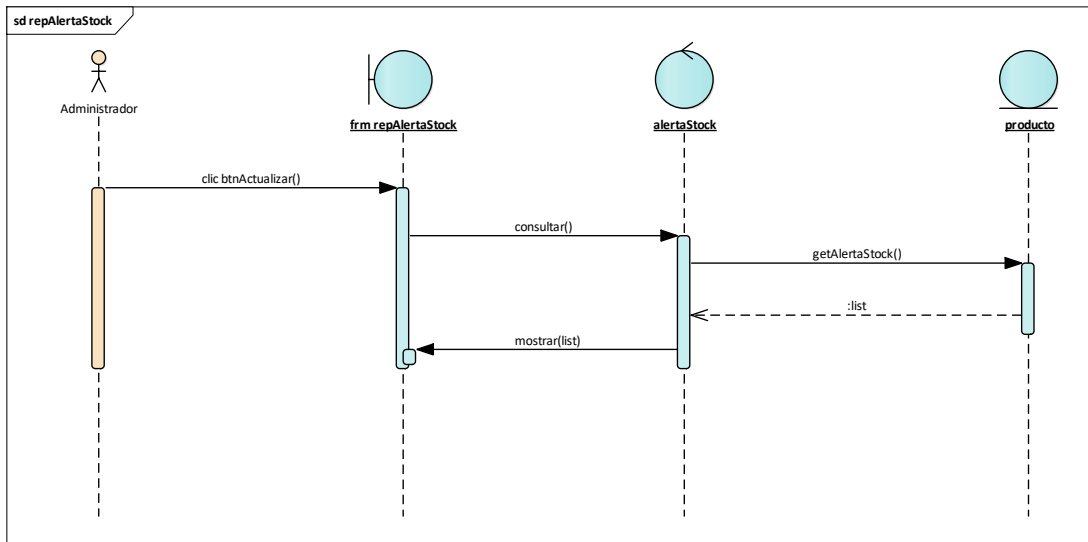 sd repAlertaStock
Administrador
frm repAlertaStock
alertaStock
producto
clic btnActualizar()
consultar()
getAlertaStock()
:list
mostrar(list)